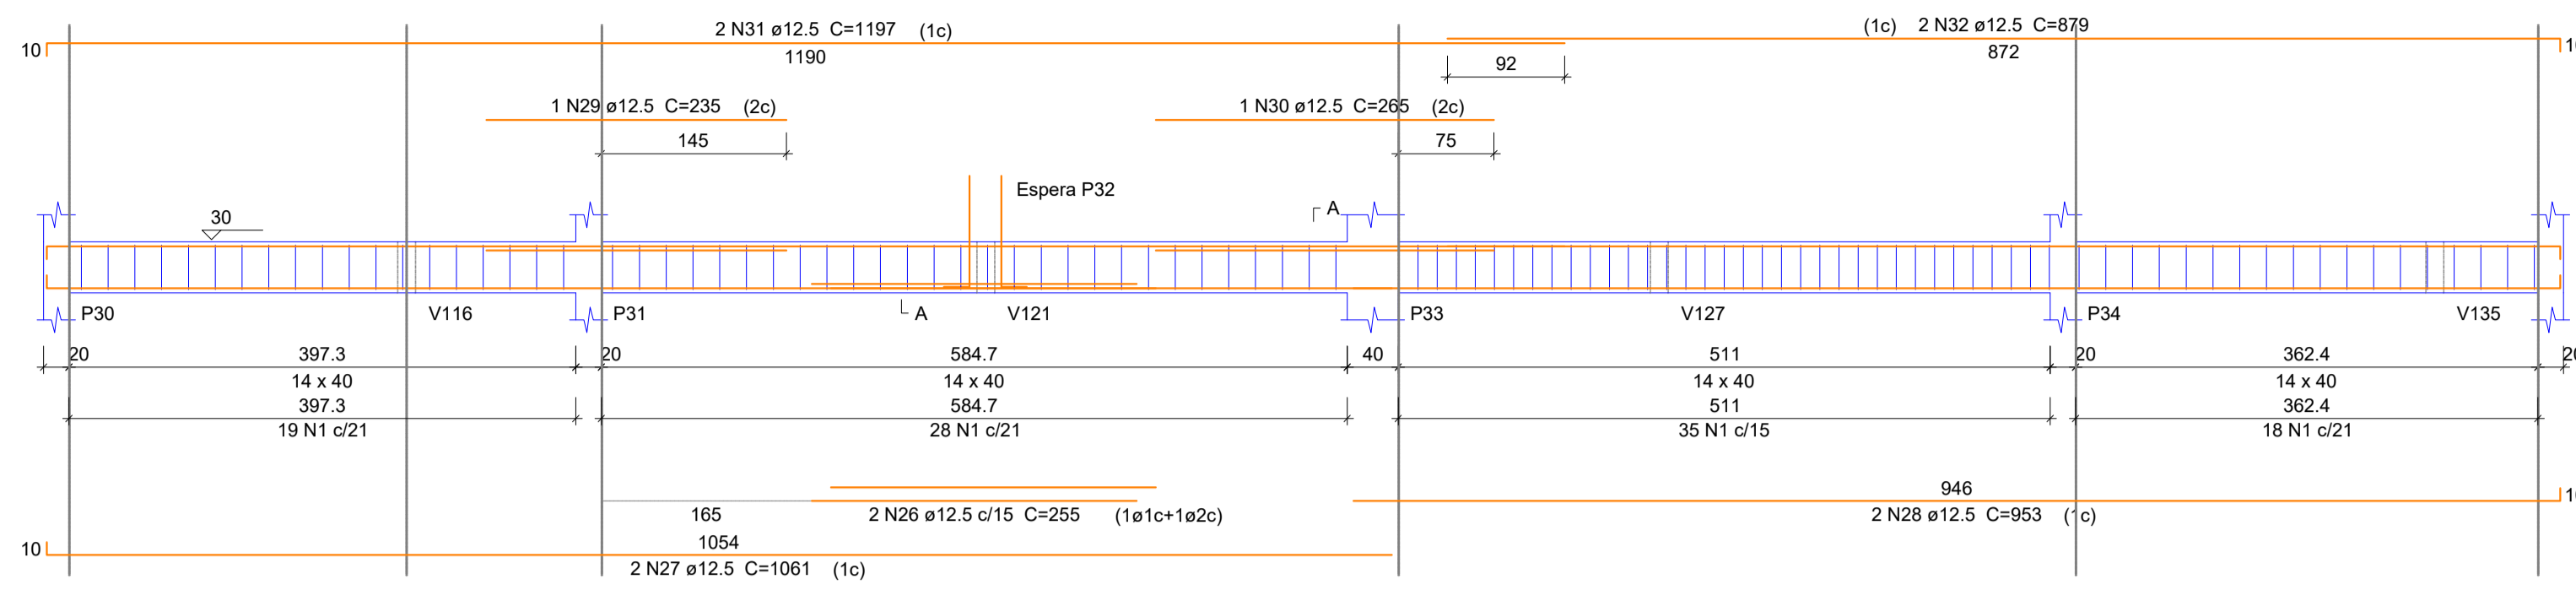 2 N31 ø12.5 C=1197 (1c)
(1c) 2 N32 ø12.5 C=879
10
1190
872
92
1 N29 ø12.5 C=235 (2c)
1 N30 ø12.5 C=265 (2c)
145
75
Espera P32
30
A
P30 V116 P31 A V121 P33 V127 P34 V135
20 397.3 20 584.7 40 511 20 362.4
14 x 40 14 x 40 14 x 40 14 x 40
397.3 584.7 511 362.4
19 N1 c/21 28 N1 c/21 35 N1 c/15 18 N1 c/21
946
165 2 N26 ø12.5 c/15 C=255 (1ø1c+1ø2c) 2 N28 ø12.5 C=953 (1c)
1054
10
2 N27 ø12.5 C=1061 (1c)